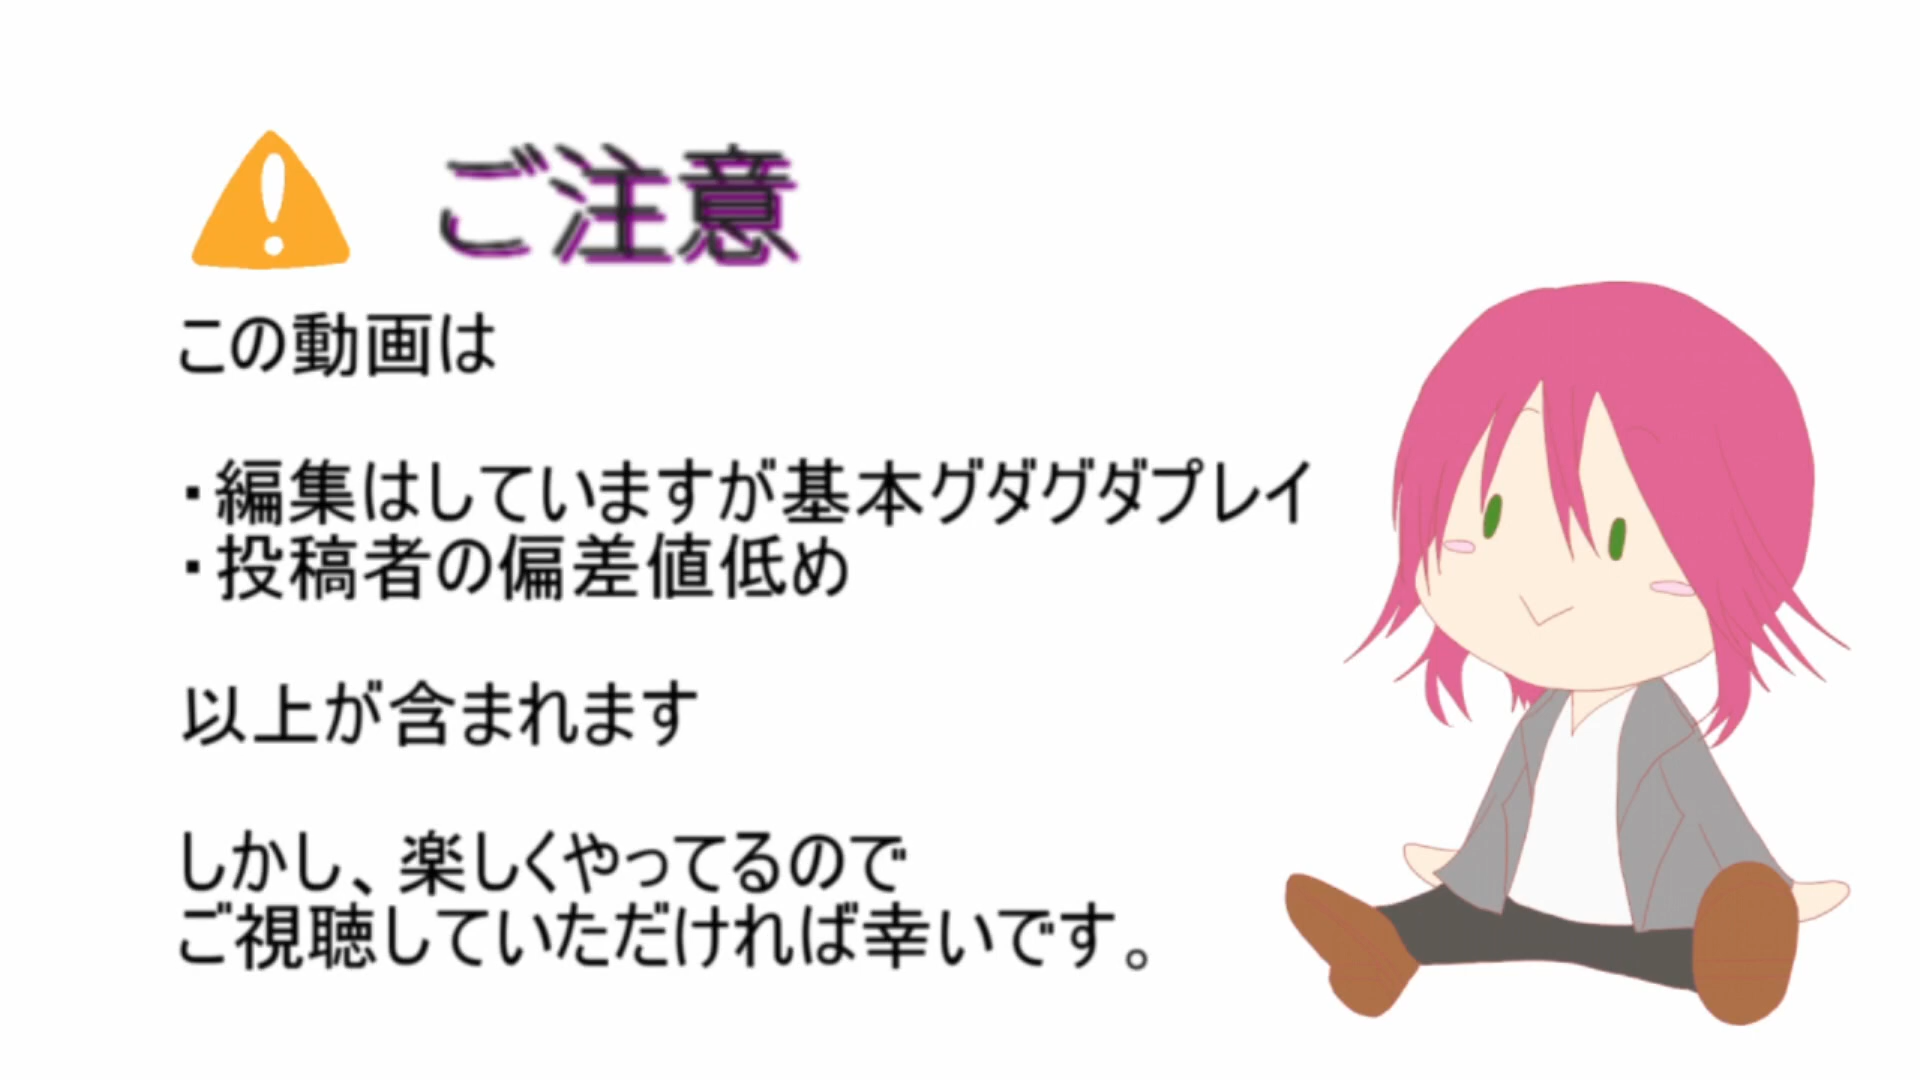 ご注意
この動画は
・編集はしていますが基本グダグダプレイ
・投稿者の偏差値低め
以上が含まれます
しかし、楽しくやってるので
ご視聴していただければ幸いです。